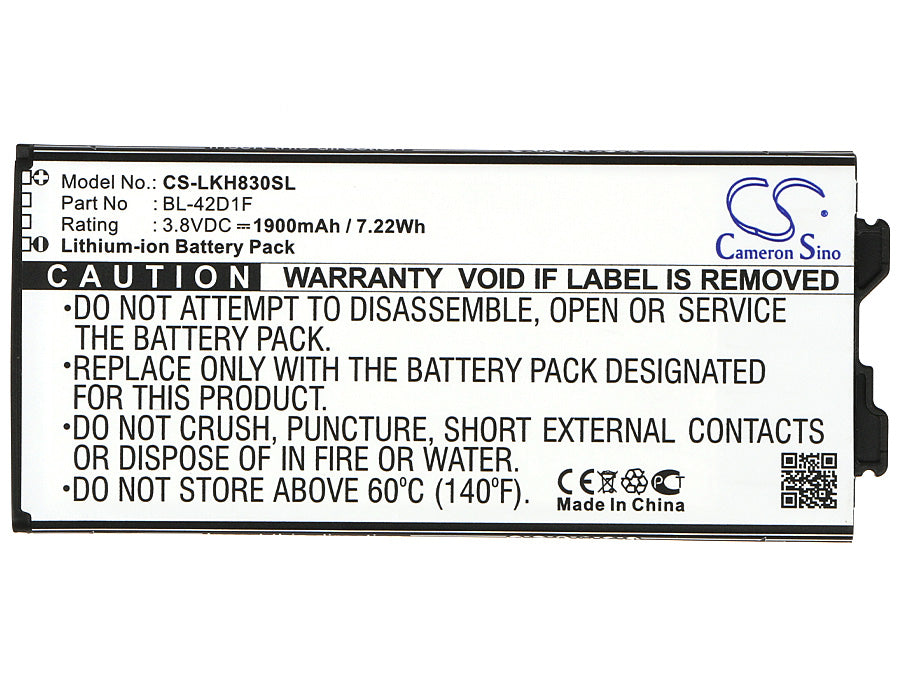 Model No.: CS-LKH830SL
Part No : BL-42D1F
Rating : 3.8VDC ⎓ 1900mAh / 7.22Wh
Lithium-ion Battery Pack
CS
Cameron Sino
CAUTION WARRANTY VOID IF LABEL IS REMOVED
•DO NOT ATTEMPT TO DISASSEMBLE, OPEN OR SERVICE
THE BATTERY PACK.
•REPLACE ONLY WITH THE BATTERY PACK DESIGNATED
FOR THIS PRODUCT.
•DO NOT CRUSH, PUNCTURE, SHORT EXTERNAL CONTACTS
OR DISPOSE OF IN FIRE OR WATER.
•DO NOT STORE ABOVE 60°C (140°F).
CE PCT
Made in China